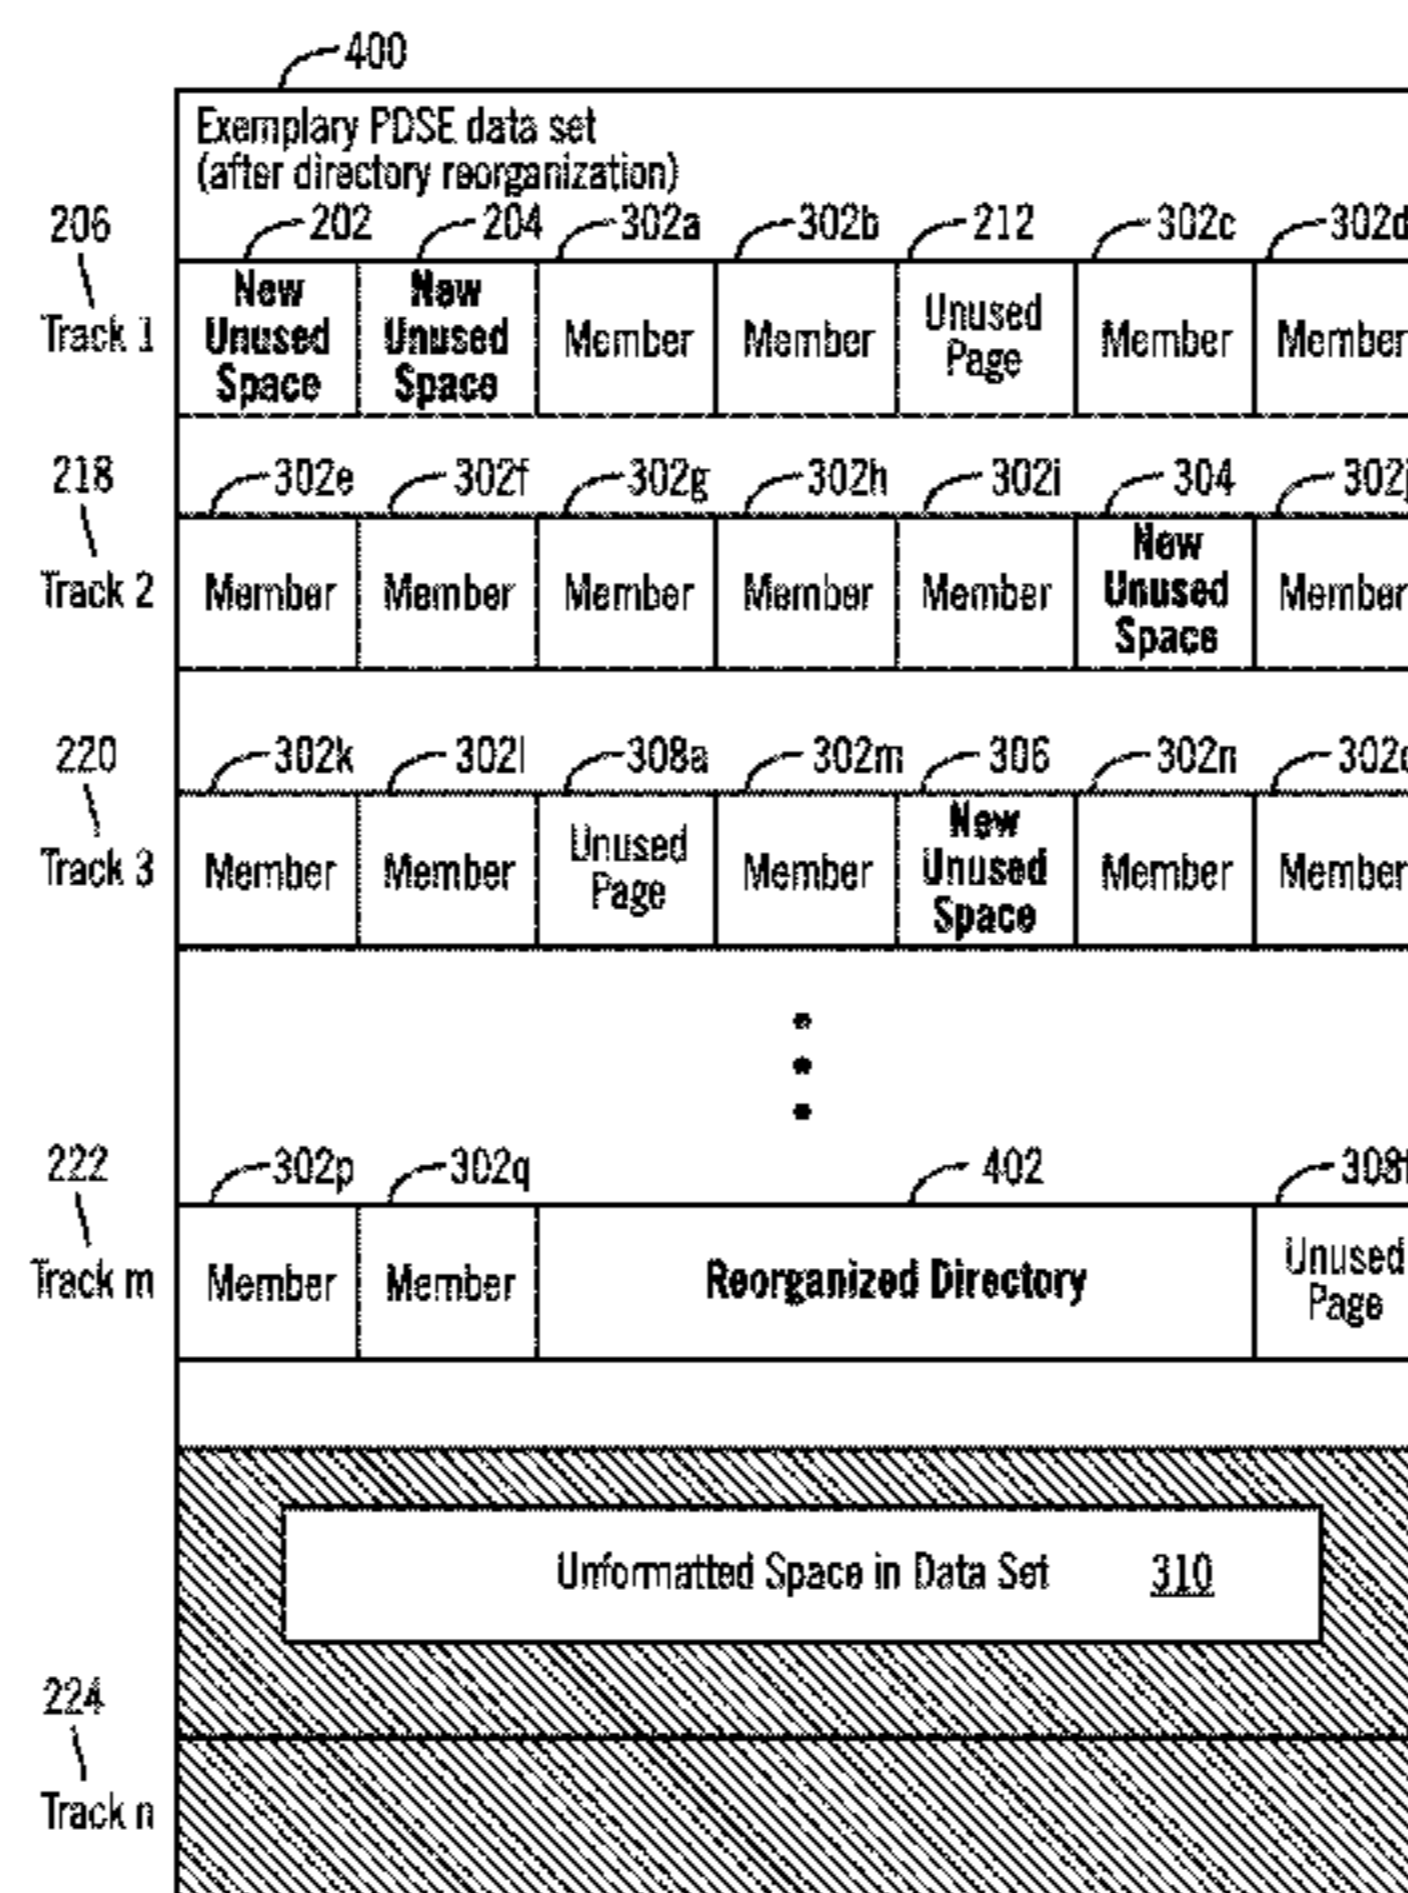 400
Exemplary PDSE data set
(after directory reorganization)
206 202 204 302a 302b 212 302c 302d
Track 1
New Unused Space
New Unused Space
Member
Member
Unused Page
Member
Member
218 302e 302f 302g 302h 302i 304 302j
Track 2
Member
Member
Member
Member
Member
New Unused Space
Member
220 302k 302l 308a 302m 306 302n
Track 3
Member
Member
Unused Page
Member
New Unused Space
Member
Member
222 302p 302q 402 308f
Track m
Member
Member
Reorganized Directory
Unused Page
Unformatted Space in Data Set 310
224
Track n